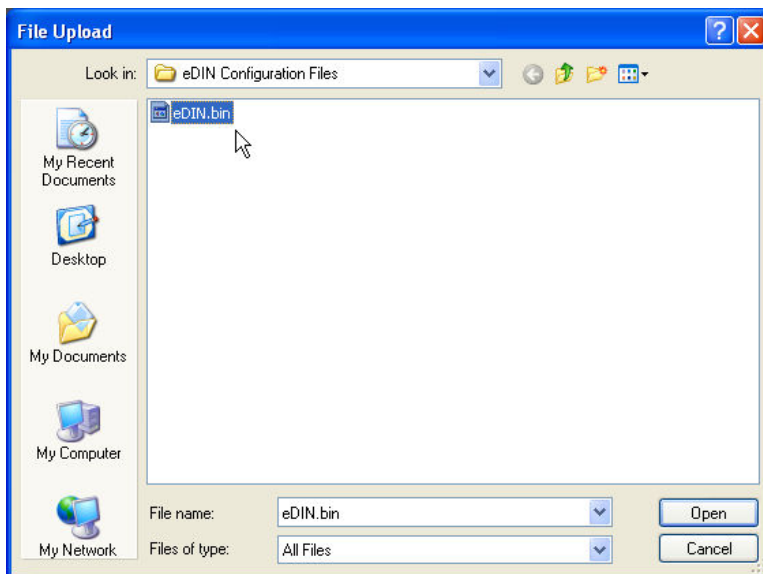 File Upload
Look in: eDIN Configuration Files
eDIN.bin
My Recent
Documents
Desktop
My Documents
My Computer
My Network
File name: eDIN.bin Open
Files of type: All Files Cancel